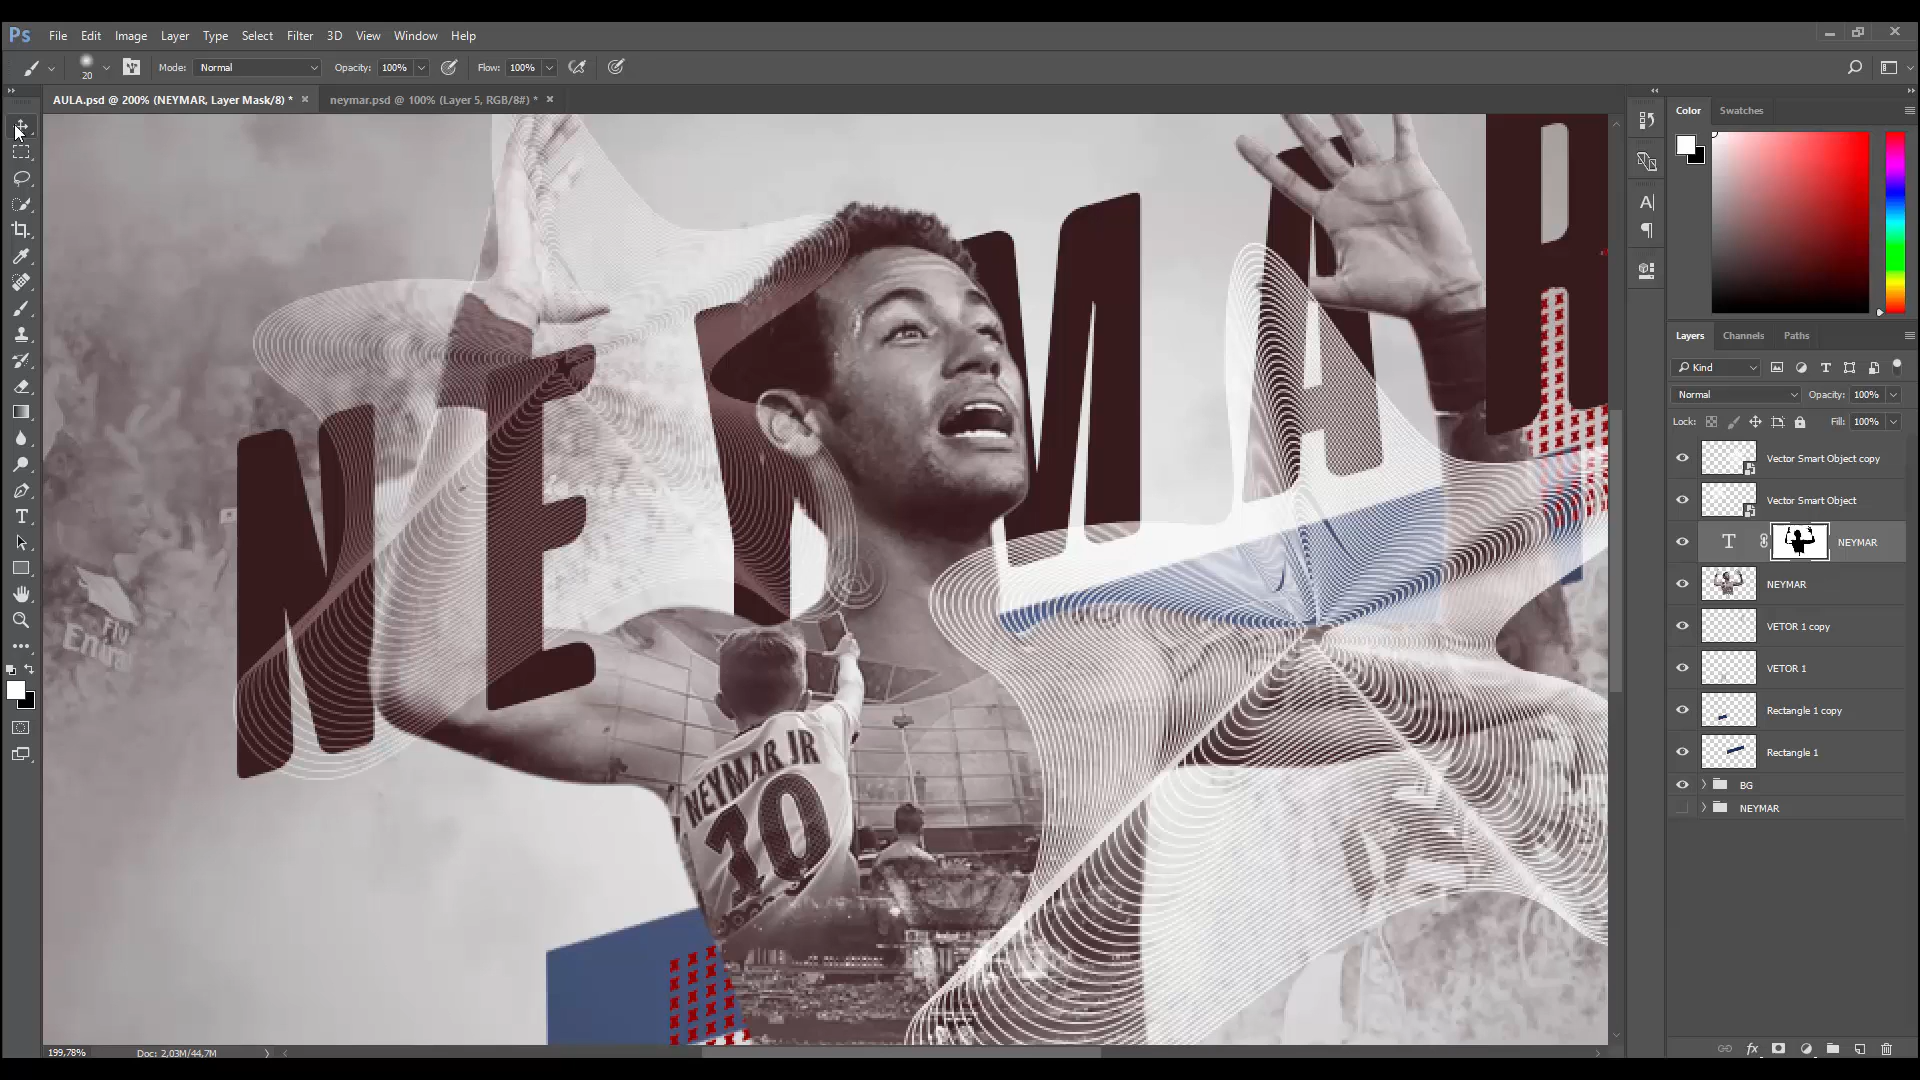 Ps File Edit Image Layer Type Select Filter 3D View Window Help
20 Mode: Normal Opacity: 100% Flow: 100%
AULA.psd @ 200% (NEYMAR, Layer Mask/8) * × neymar.psd @ 100% (Layer 5, RGB/8#) * ×
Color Swatches
Layers Channels Paths
Kind
Normal Opacity: 100%
Lock: Fill: 100%
Vector Smart Object copy
Vector Smart Object
NEYMAR
NEYMAR
VETOR 1 copy
VETOR 1
Rectangle 1 copy
Rectangle 1
BG
NEYMAR
NEYMAR
Fly
NEYMAR JR
10
199,78% Doc: 2,03M/44,7M